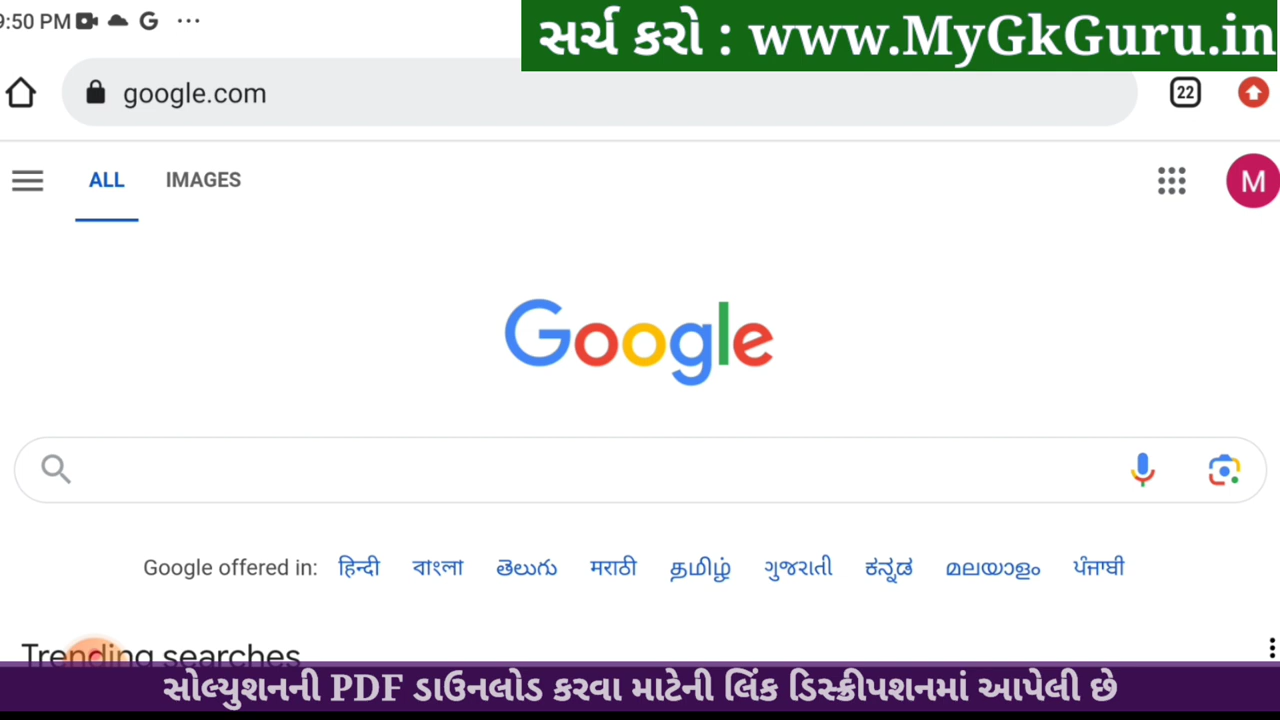 9:50 PM G ...
સર્ચ કરો : www.MyGkGuru.in
google.com
22
ALL IMAGES
M
Google
Google offered in: हिन्दी বাংলা తెలుగు मराठी தமிழ் ગુજરાતી ಕನ್ನಡ മലയാളം ਪੰਜਾਬੀ
Trending searches
સોલ્યુશનની PDF ડાઉનલોડ કરવા માટેની લિંક ડિસ્ક્રીપશનમાં આપેલી છે